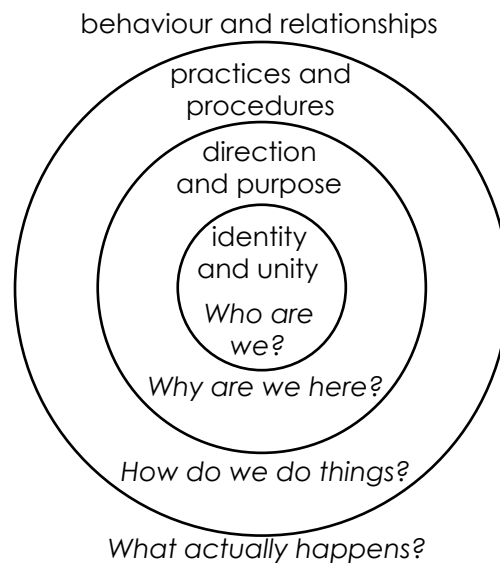 behaviour and relationships
practices and
procedures
direction
and purpose
identity
and unity
Who are
we?
Why are we here?
How do we do things?
What actually happens?